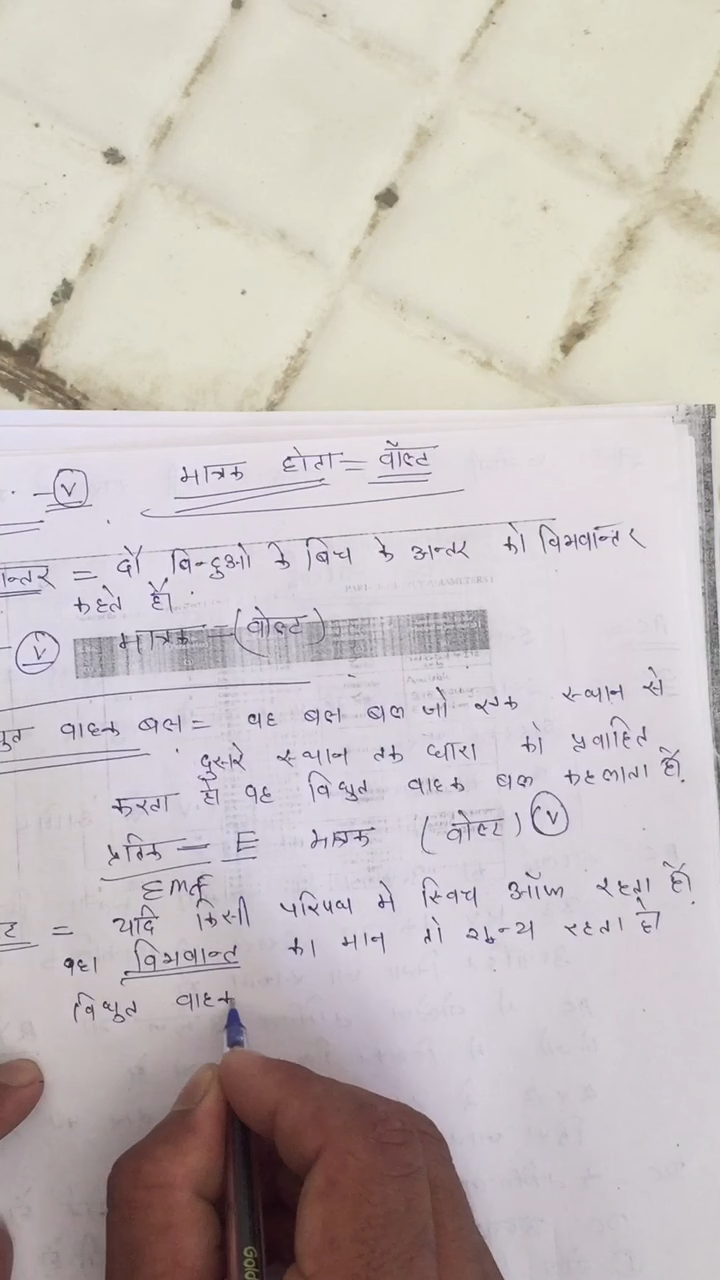 - V मात्रक होता = वॉल्ट
न्तर = दो बिन्दुओ के बिच के अन्तर को विभवान्तर
कहते है।
- V मात्रक = (वोल्ट)
वाहक बल = वह बल बल जो एक स्थान से
दुसरे स्थान तक धारा को प्रवाहित
करता हो वह विधुत वाहक बल कहलाता है।
प्रतिक — E मात्रक (वोल्ट) V
Emf
= यदि किसी परिपथ मे स्विच ऑफ रहता है।
वहा विभवान्त का मान तो शून्य रहता हो
विधुत वाहक
Gold